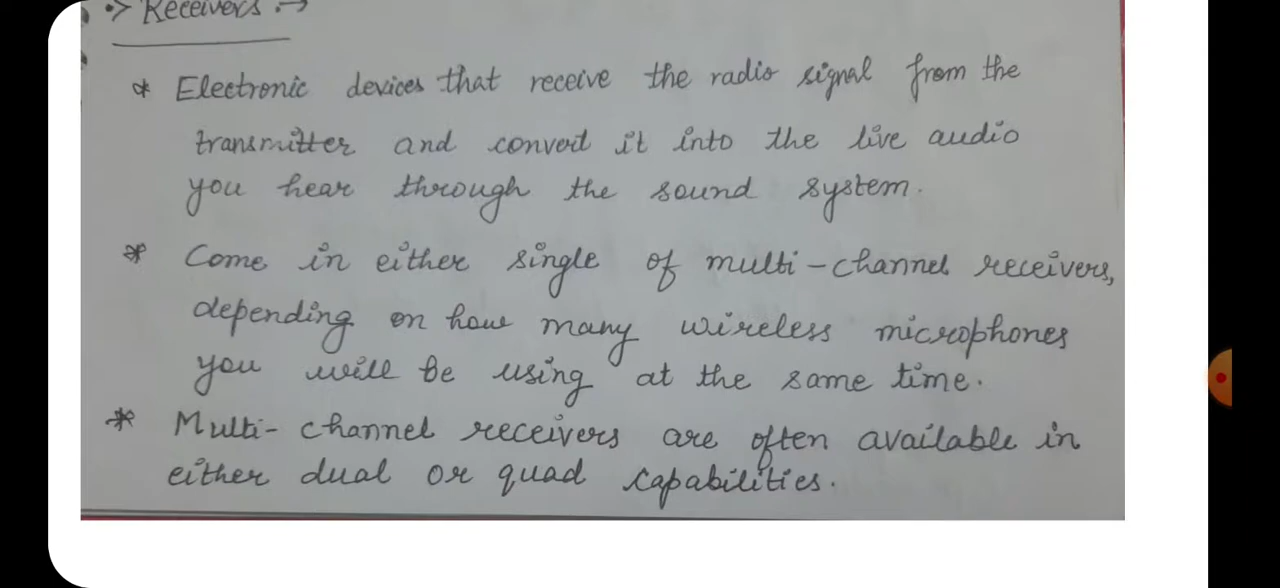 :> Receivers :→
* Electronic devices that receive the radio signal from the
transmitter and convert it into the live audio
you hear through the sound system.
* Come in either single of multi-channel receivers,
depending on how many wireless microphones
you will be using at the same time.
* Multi-channel receivers are often available in
either dual or quad capabilities.